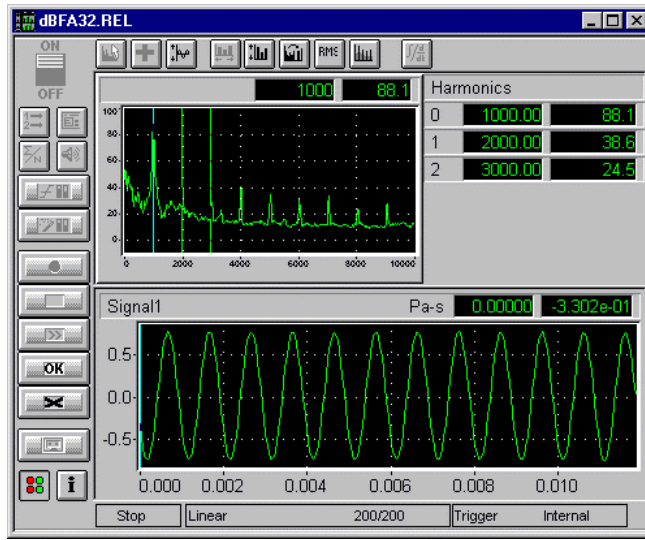 dBFA32.REL
ON
OFF
RMS
1000 88.1
Harmonics
0 1000.00 88.1
1 2000.00 38.6
2 3000.00 24.5
100
80
60
40
20
0
0 2000 4000 6000 8000 10000
Σ/N
OK
Signal1 Pa-s 0.00000 -3.302e-01
0.5
0.0
-0.5
0.000 0.002 0.004 0.006 0.008 0.010
Stop Linear 200/200 Trigger Internal
i